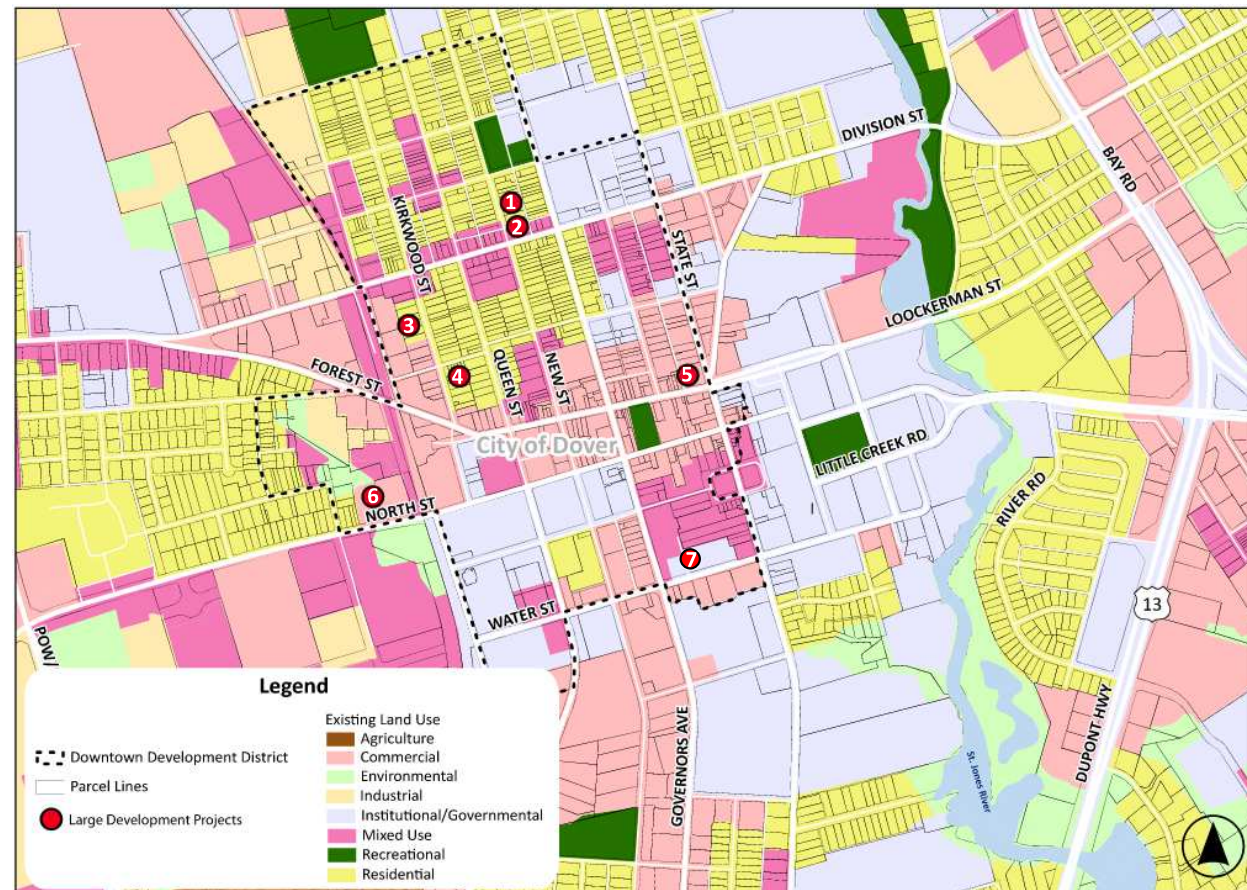 DIVISION ST
BAY RD
KIRKWOOD ST
1
2
STATE ST
LOOCKERMAN ST
3
FOREST ST
4
QUEEN ST
NEW ST
5
City of Dover
LITTLE CREEK RD
6
NORTH ST
RIVER RD
7
13
WATER ST
POW/
GOVERNORS AVE
DUPONT HWY
St. Jones River
Legend
Downtown Development District
Parcel Lines
Large Development Projects
Existing Land Use
Agriculture
Commercial
Environmental
Industrial
Institutional/Governmental
Mixed Use
Recreational
Residential